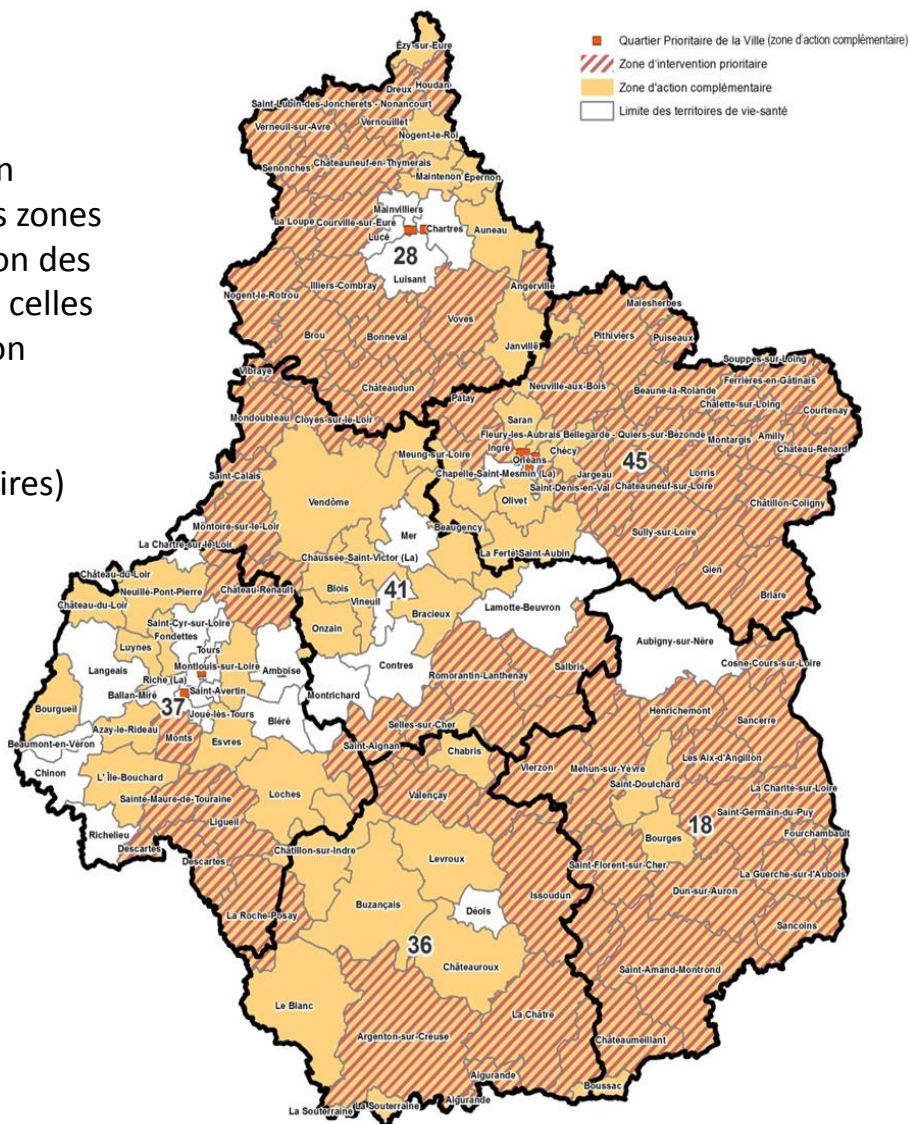 Quartier Prioritaire de la Ville (zone d'action complémentaire)
Zone d'intervention prioritaire
Zone d'action complémentaire
Limite des territoires de vie-santé
n
s zones
on des
celles
on
ires)
Ézy-sur-Eure
Dreux
Houdan
Saint-Lubin-des-Joncherets - Nonancourt
Verneuil-sur-Avre
Vernouillet
Nogent-le-Roi
Châteauneuf-en-Thymerais
Senonches
Maintenon
Épernon
Mainvilliers
La Loupe
Courville-sur-Eure
Chartres
Auneau
Lucé
28
Luisant
Illiers-Combray
Angerville
Nogent-le-Rotrou
Voves
Brou
Bonneval
Janville
Châteaudun
Malesherbes
Pithiviers
Puiseaux
Souppes-sur-Loing
Vibraye
Neuville-aux-Bois
Ferrières-en-Gâtinais
Beaune-la-Rolande
Patay
Châlette-sur-Loing
Courtenay
Mondoubleau
Cloyes-sur-le-Loir
Saran
Fleury-les-Aubrais
Bellegarde - Quiers-sur-Bezonde
Amilly
Montargis
Château-Renard
Ingré
Orléans
Chécy
Meung-sur-Loire
Chapelle-Saint-Mesmin (La)
45
Saint-Calais
Jargeau
Lorris
Saint-Denis-en-Val
Châteauneuf-sur-Loire
Châtillon-Coligny
Vendôme
Olivet
Montoire-sur-le-Loir
Mer
Beaugency
Sully-sur-Loire
La Chartre-sur-le-Loir
La Ferté-Saint-Aubin
Chaussée-Saint-Victor (La)
Gien
Château-du-Loir
Neuillé-Pont-Pierre
Château-Renault
Blois
41
Briare
Vineuil
Château-du-Loir
Lamotte-Beuvron
Bracieux
Saint-Cyr-sur-Loire
Onzain
Fondettes
Luynes
Tours
Aubigny-sur-Nère
Montlouis-sur-Loire
Langeais
Amboise
Contres
Salbris
Cosne-Cours-sur-Loire
Riche (La)
Romorantin-Lanthenay
Ballan-Miré
Saint-Avertin
Montrichard
Bourgueil
37
Joué-lès-Tours
Bléré
Henrichemont
Selles-sur-Cher
Sancerre
Azay-le-Rideau
Monts
Esvres
Beaumont-en-Véron
Saint-Aignan
Chabris
Les Aix-d'Angillon
Vierzon
Mehun-sur-Yèvre
Chinon
L' Île-Bouchard
Loches
Valençay
Saint-Doulchard
La Charité-sur-Loire
Sainte-Maure-de-Touraine
Saint-Germain-du-Puy
Ligueil
18
Bourges
Fourchambault
Richelieu
Descartes
Châtillon-sur-Indre
Levroux
Descartes
Saint-Florent-sur-Cher
La Guerche-sur-l'Aubois
Buzançais
Issoudun
Dun-sur-Auron
Déols
Sancoins
La Roche-Posay
36
Châteauroux
Saint-Amand-Montrond
Le Blanc
La Châtre
Argenton-sur-Creuse
Châteaumeillant
Aigurande
Boussac
Aigurande
La Souterraine
La Souterraine